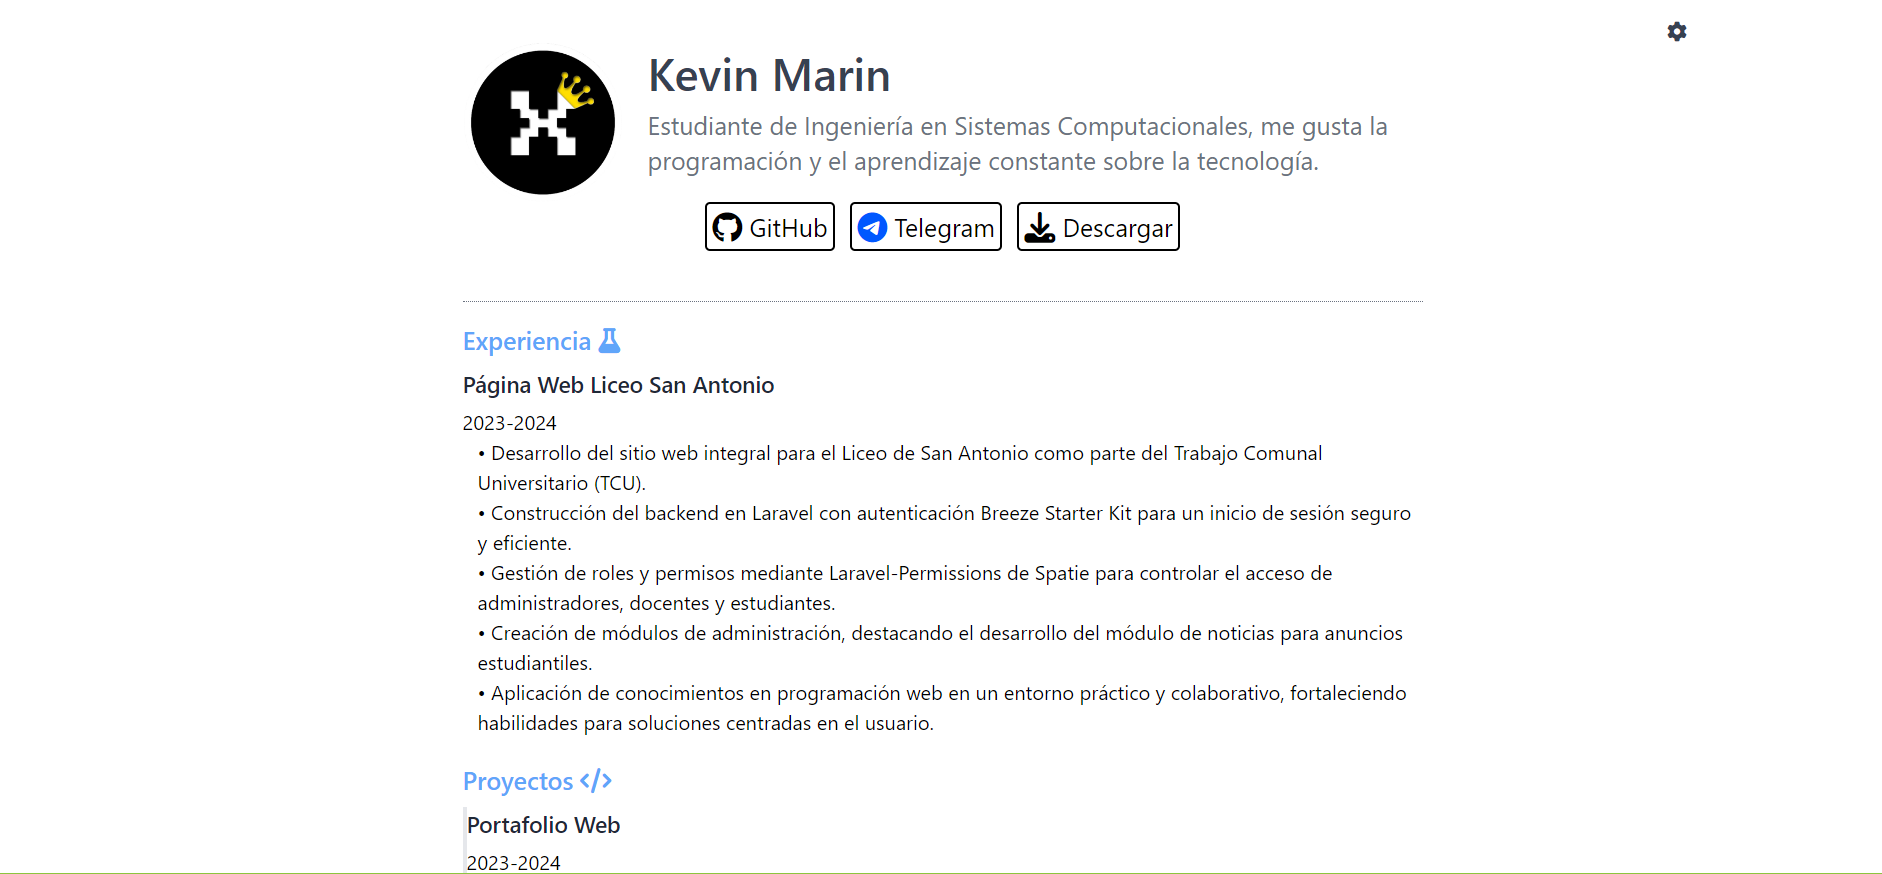 Kevin Marin
Estudiante de Ingeniería en Sistemas Computacionales, me gusta la
programación y el aprendizaje constante sobre la tecnología.
GitHub Telegram Descargar
Experiencia
Página Web Liceo San Antonio
2023-2024
• Desarrollo del sitio web integral para el Liceo de San Antonio como parte del Trabajo Comunal
Universitario (TCU).
• Construcción del backend en Laravel con autenticación Breeze Starter Kit para un inicio de sesión seguro
y eficiente.
• Gestión de roles y permisos mediante Laravel-Permissions de Spatie para controlar el acceso de
administradores, docentes y estudiantes.
• Creación de módulos de administración, destacando el desarrollo del módulo de noticias para anuncios
estudiantiles.
• Aplicación de conocimientos en programación web en un entorno práctico y colaborativo, fortaleciendo
habilidades para soluciones centradas en el usuario.
Proyectos </>
Portafolio Web
2023-2024